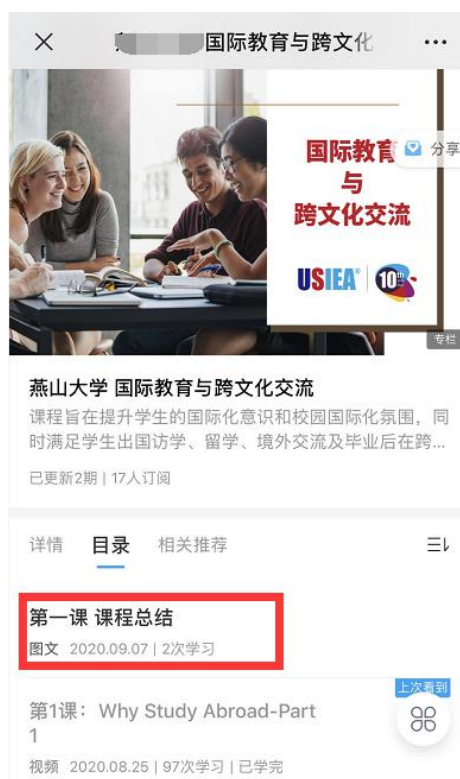 国际教育与跨文化
国际教育
分享
与
跨文化交流
USIEA® 10th
专栏
燕山大学 国际教育与跨文化交流
课程旨在提升学生的国际化意识和校园国际化氛围，同
时满足学生出国访学、留学、境外交流及毕业后在跨...
已更新2期 | 17人订阅
详情 目录 相关推荐
第一课 课程总结
图文 2020.09.07 | 2次学习
上次看到
第1课：Why Study Abroad-Part
1
视频 2020.08.25 | 97次学习 | 已学完